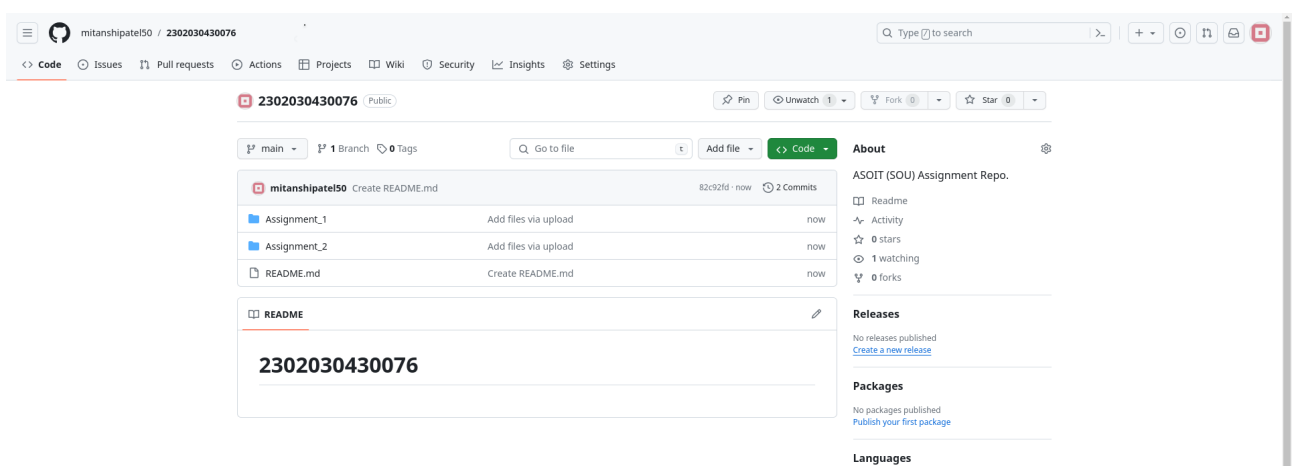 mitanshipatel50 / 2302030430076
Type / to search
Code Issues Pull requests Actions Projects Wiki Security Insights Settings
2302030430076 Public
Pin Unwatch 1 Fork 0 Star 0
main 1 Branch 0 Tags Go to file t Add file Code
mitanshipatel50 Create README.md 82c92fd · now 2 Commits
Assignment_1 Add files via upload now
Assignment_2 Add files via upload now
README.md Create README.md now
README
2302030430076
About
ASOIT (SOU) Assignment Repo.
Readme
Activity
0 stars
1 watching
0 forks
Releases
No releases published
Create a new release
Packages
No packages published
Publish your first package
Languages